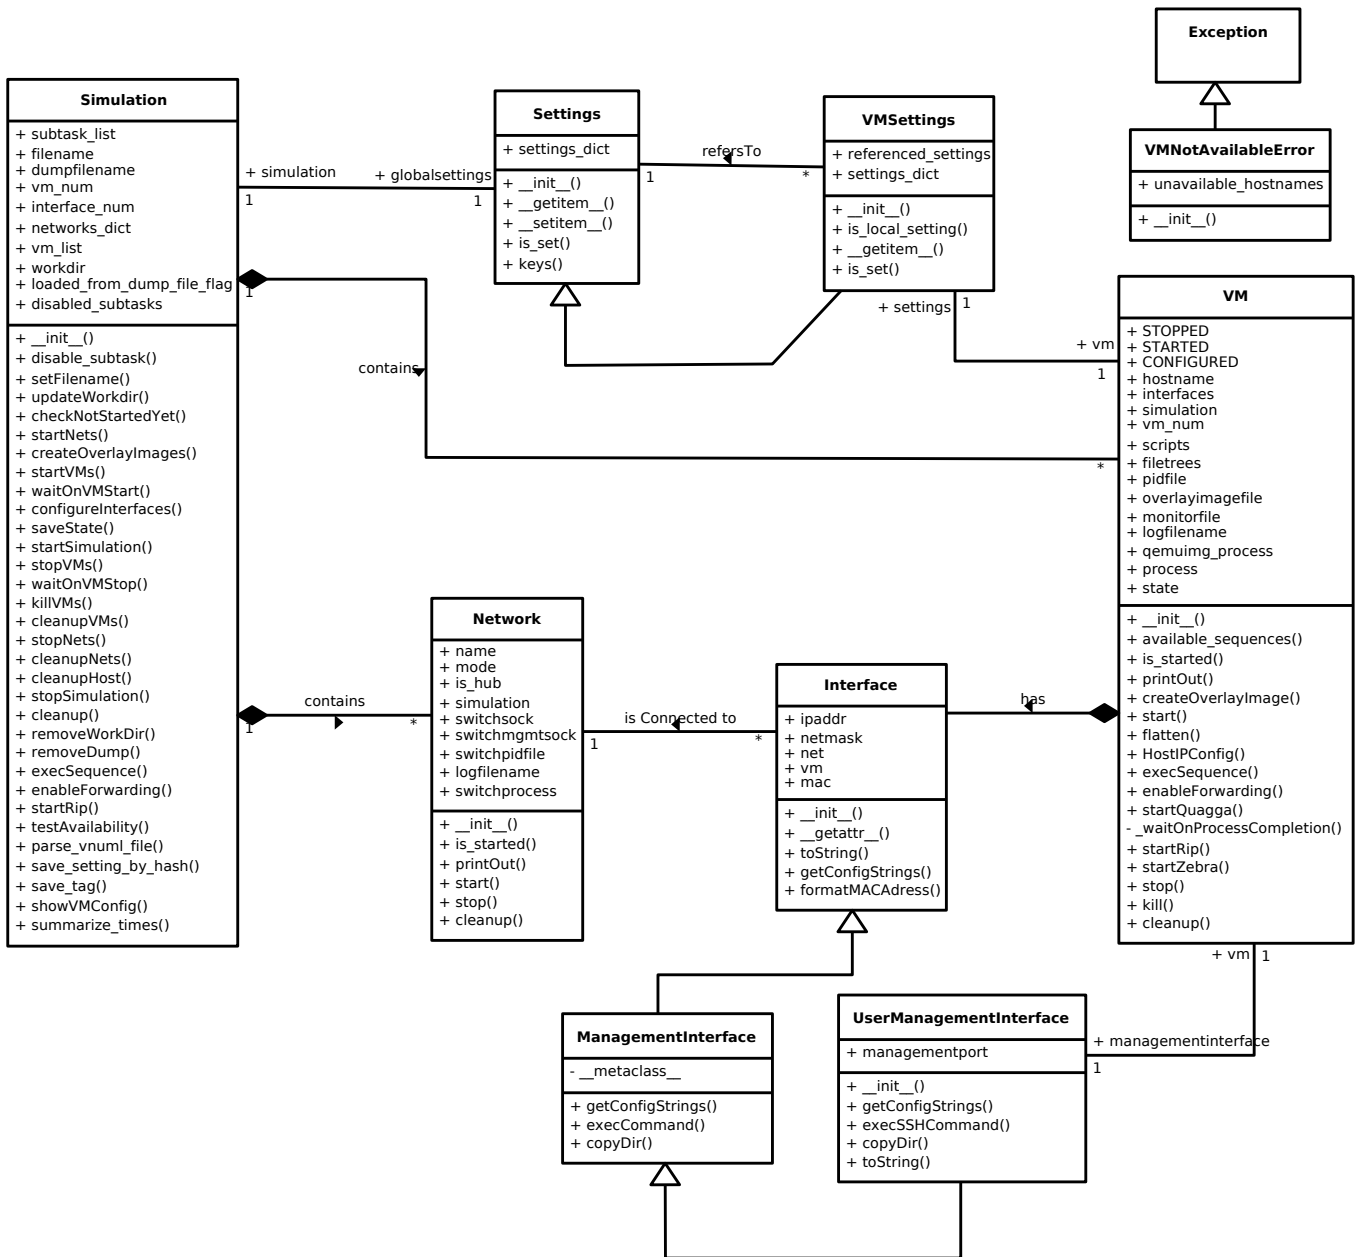 Exception
Simulation
+ subtask_list
+ filename
+ dumpfilename
+ vm_num
+ interface_num
+ networks_dict
+ vm_list
+ workdir
+ loaded_from_dump_file_flag
+ disabled_subtasks
+ __init__()
+ disable_subtask()
+ setFilename()
+ updateWorkdir()
+ checkNotStartedYet()
+ startNets()
+ createOverlayImages()
+ startVMs()
+ waitOnVMStart()
+ configureInterfaces()
+ saveState()
+ startSimulation()
+ stopVMs()
+ waitOnVMStop()
+ killVMs()
+ cleanupVMs()
+ stopNets()
+ cleanupNets()
+ cleanupHost()
+ stopSimulation()
+ cleanup()
+ removeWorkDir()
+ removeDump()
+ execSequence()
+ enableForwarding()
+ startRip()
+ testAvailability()
+ parse_vnuml_file()
+ save_setting_by_hash()
+ save_tag()
+ showVMConfig()
+ summarize_times()
+ simulation
1
+ globalsettings
1
Settings
+ settings_dict
+ __init__()
+ __getitem__()
+ __setitem__()
+ is_set()
+ keys()
refersTo
1
*
VMSettings
+ referenced_settings
+ settings_dict
+ __init__()
+ is_local_setting()
+ __getitem__()
+ is_set()
VMNotAvailableError
+ unavailable_hostnames
+ __init__()
+ settings
1
+ vm
1
1
contains
*
VM
+ STOPPED
+ STARTED
+ CONFIGURED
+ hostname
+ interfaces
+ simulation
+ vm_num
+ scripts
+ filetrees
+ pidfile
+ overlayimagefile
+ monitorfile
+ logfilename
+ qemuimg_process
+ process
+ state
+ __init__()
+ available_sequences()
+ is_started()
+ printOut()
+ createOverlayImage()
+ start()
+ flatten()
+ HostIPConfig()
+ execSequence()
+ enableForwarding()
+ startQuagga()
- _waitOnProcessCompletion()
+ startRip()
+ startZebra()
+ stop()
+ kill()
+ cleanup()
contains
1
*
Network
+ name
+ mode
+ is_hub
+ simulation
+ switchsock
+ switchmgmtsock
+ switchpidfile
+ logfilename
+ switchprocess
+ __init__()
+ is_started()
+ printOut()
+ start()
+ stop()
+ cleanup()
is Connected to
1
*
Interface
+ ipaddr
+ netmask
+ net
+ vm
+ mac
+ __init__()
+ __getattr__()
+ toString()
+ getConfigStrings()
+ formatMACAdress()
has
+ vm
1
ManagementInterface
- __metaclass__
+ getConfigStrings()
+ execCommand()
+ copyDir()
UserManagementInterface
+ managementport
+ __init__()
+ getConfigStrings()
+ execSSHCommand()
+ copyDir()
+ toString()
+ managementinterface
1